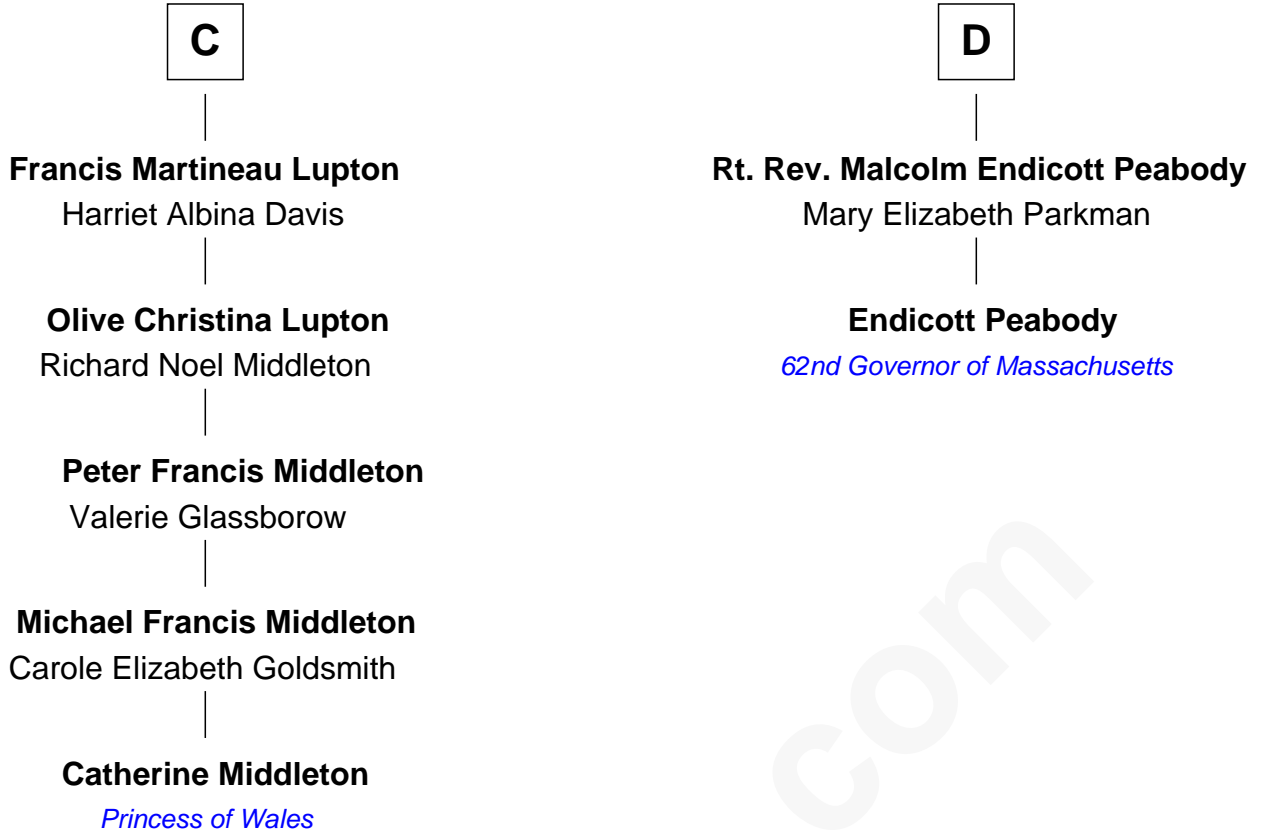 C
Francis Martineau Lupton
Harriet Albina Davis
Olive Christina Lupton
Richard Noel Middleton
Peter Francis Middleton
Valerie Glassborow
Michael Francis Middleton
Carole Elizabeth Goldsmith
Catherine Middleton
Princess of Wales
D
Rt. Rev. Malcolm Endicott Peabody
Mary Elizabeth Parkman
Endicott Peabody
62nd Governor of Massachusetts
com